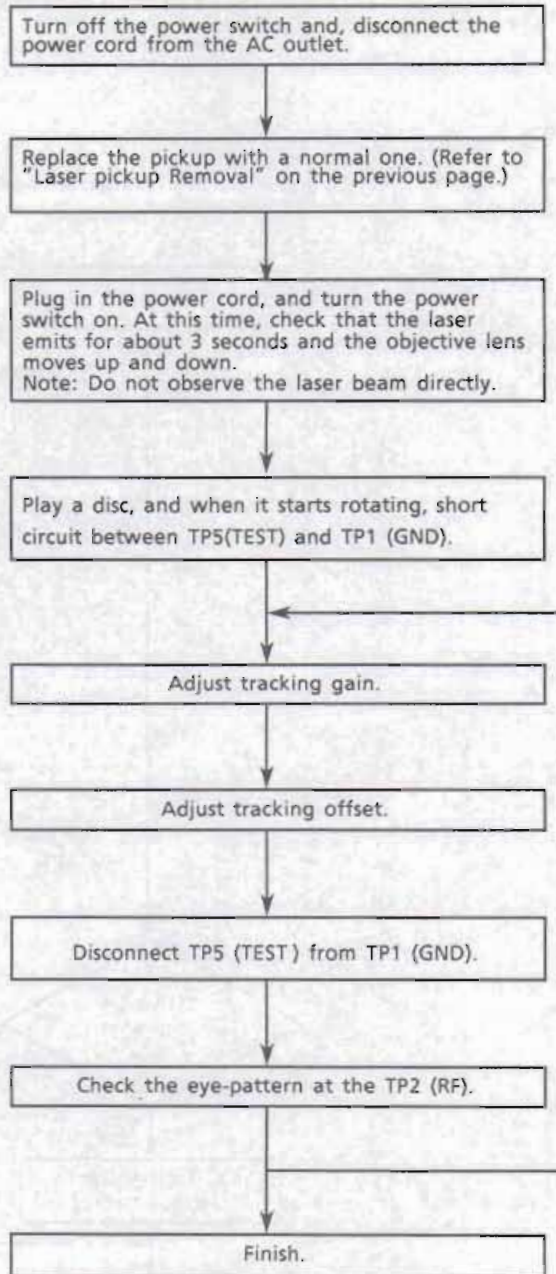 Turn off the power switch and, disconnect the
power cord from the AC outlet.
Replace the pickup with a normal one. (Refer to
"Laser pickup Removal" on the previous page.)
Plug in the power cord, and turn the power
switch on. At this time, check that the laser
emits for about 3 seconds and the objective lens
moves up and down.
Note: Do not observe the laser beam directly.
Play a disc, and when it starts rotating, short
circuit between TP5(TEST) and TP1 (GND).
Adjust tracking gain.
Adjust tracking offset.
Disconnect TP5 (TEST) from TP1 (GND).
Check the eye-pattern at the TP2 (RF).
Finish.